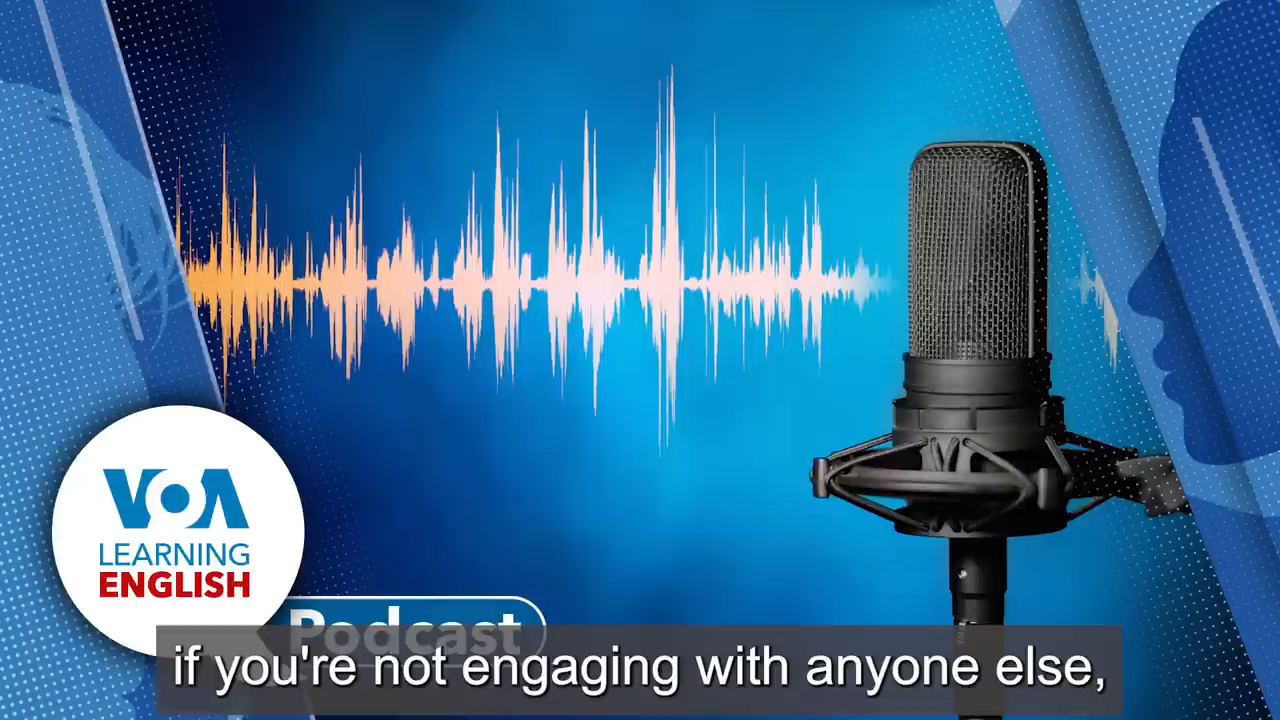 VOA
LEARNING
ENGLISH
Podcast
if you're not engaging with anyone else,